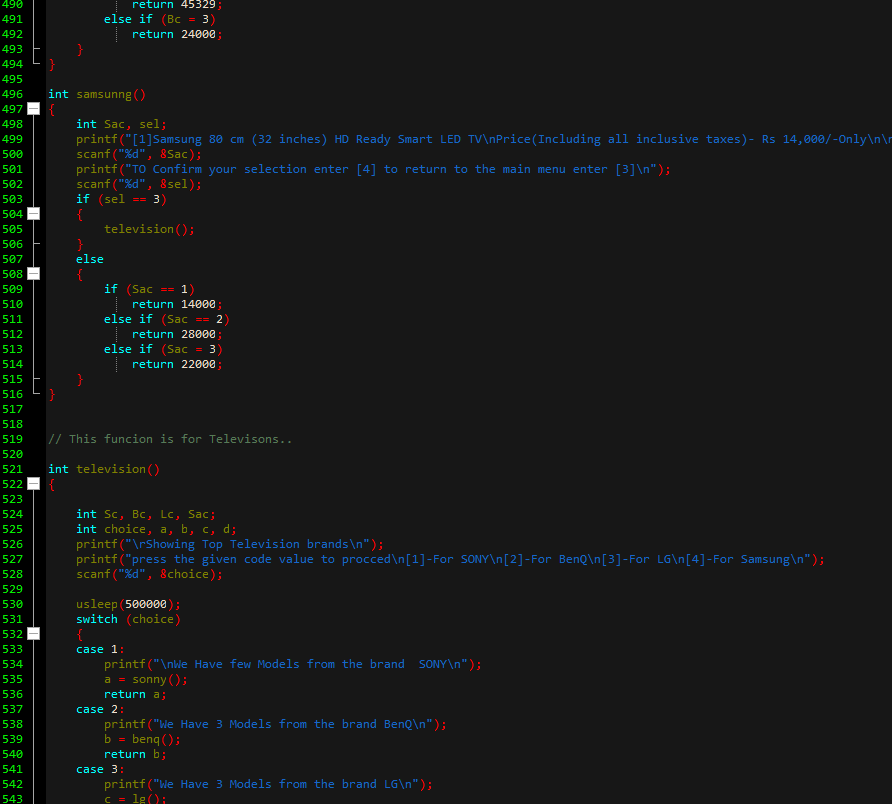 490 return 45329;
491 else if (Bc = 3)
492 return 24000;
493 }
494 }
495
496 int samsunng()
497 {
498 int Sac, sel;
499 printf("[1]Samsung 80 cm (32 inches) HD Ready Smart LED TV\nPrice(Including all inclusive taxes)- Rs 14,000/-Only\n\
500 scanf("%d", &Sac);
501 printf("TO Confirm your selection enter [4] to return to the main menu enter [3]\n");
502 scanf("%d", &sel);
503 if (sel == 3)
504 {
505 television();
506 }
507 else
508 {
509 if (Sac == 1)
510 return 14000;
511 else if (Sac == 2)
512 return 28000;
513 else if (Sac = 3)
514 return 22000;
515 }
516 }
517
518
519 // This funcion is for Televisons..
520
521 int television()
522 {
523
524 int Sc, Bc, Lc, Sac;
525 int choice, a, b, c, d;
526 printf("\rShowing Top Television brands\n");
527 printf("press the given code value to procced\n[1]-For SONY\n[2]-For BenQ\n[3]-For LG\n[4]-For Samsung\n");
528 scanf("%d", &choice);
529
530 usleep(500000);
531 switch (choice)
532 {
533 case 1:
534 printf("\nWe Have few Models from the brand  SONY\n");
535 a = sonny();
536 return a;
537 case 2:
538 printf("We Have 3 Models from the brand BenQ\n");
539 b = benq();
540 return b;
541 case 3:
542 printf("We Have 3 Models from the brand LG\n");
543 c = lg();